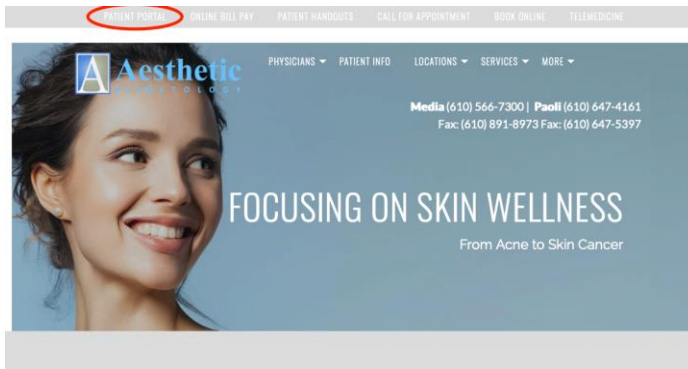 PATIENT PORTAL ONLINE BILL PAY PATIENT HANDOUTS CALL FOR APPOINTMENT BOOK ONLINE TELEMEDICINE
PHYSICIANS PATIENT INFO LOCATIONS SERVICES MORE
A Aesthetic
DERMATOLOGY
Media (610) 566-7300 | Paoli (610) 647-4161
Fax: (610) 891-8973 Fax: (610) 647-5397
FOCUSING ON SKIN WELLNESS
From Acne to Skin Cancer